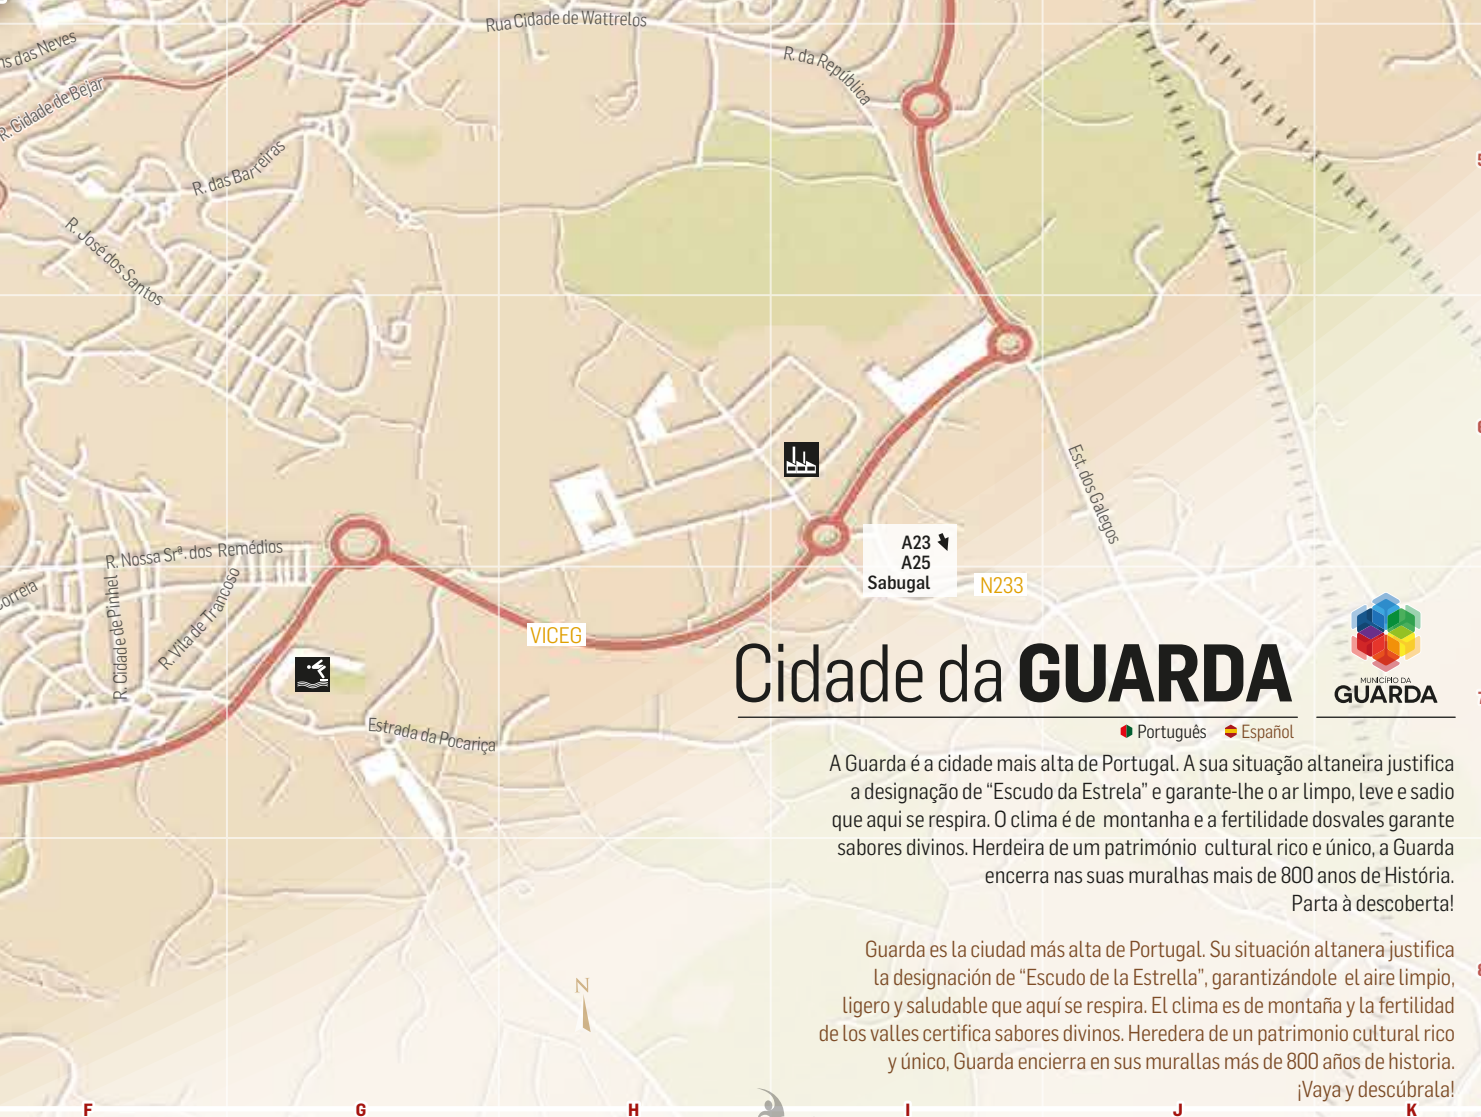 Rua Cidade de Wattrelos
R. da República
ns das Neves
R. Cidade de Bejar
R. das Barreiras
R. José dos Santos
5
6
Est. dos Galegos
R. Nossa Srª. dos Remédios
orreia
R. Cidade de Pinhel
R. Vila de Trancoso
A23
A25
Sabugal
N233
VICEG
Estrada da Pocariça
Cidade da GUARDA
MUNICÍPIO DA
GUARDA
7
Português Español
A Guarda é a cidade mais alta de Portugal. A sua situação altaneira justifica
a designação de “Escudo da Estrela” e garante-lhe o ar limpo, leve e sadio
que aqui se respira. O clima é de montanha e a fertilidade dosvales garante
sabores divinos. Herdeira de um património cultural rico e único, a Guarda
encerra nas suas muralhas mais de 800 anos de História.
Parta à descoberta!
Guarda es la ciudad más alta de Portugal. Su situación altanera justifica
la designación de “Escudo de la Estrella”, garantizándole el aire limpio,
ligero y saludable que aquí se respira. El clima es de montaña y la fertilidad
de los valles certifica sabores divinos. Heredera de un patrimonio cultural rico
y único, Guarda encierra en sus murallas más de 800 años de historia.
¡Vaya y descúbrala!
8
N
F G H I J K